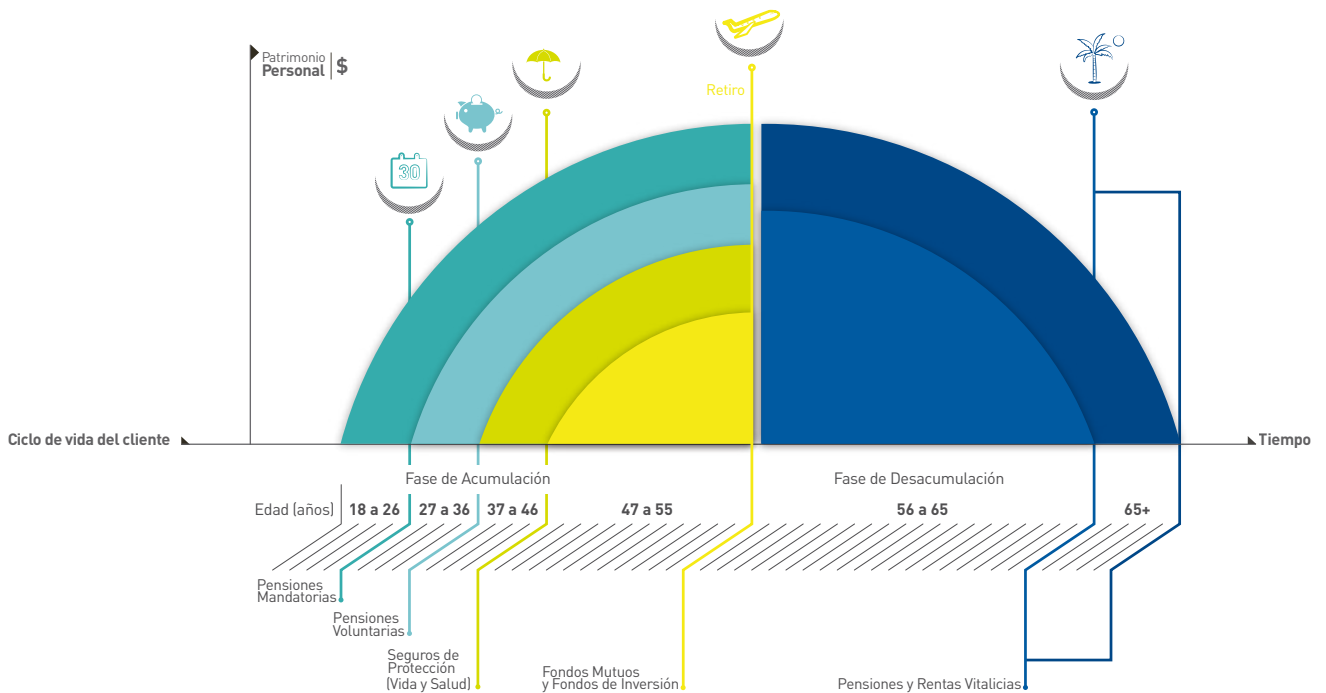 Patrimonio
Personal $
30
Retiro
Ciclo de vida del cliente
Tiempo
Fase de Acumulación
Fase de Desacumulación
Edad (años) 18 a 26 27 a 36 37 a 46 47 a 55 56 a 65 65+
Pensiones
Mandatorias
Pensiones
Voluntarias
Seguros de
Protección
(Vida y Salud)
Fondos Mutuos
y Fondos de Inversión
Pensiones y Rentas Vitalicias